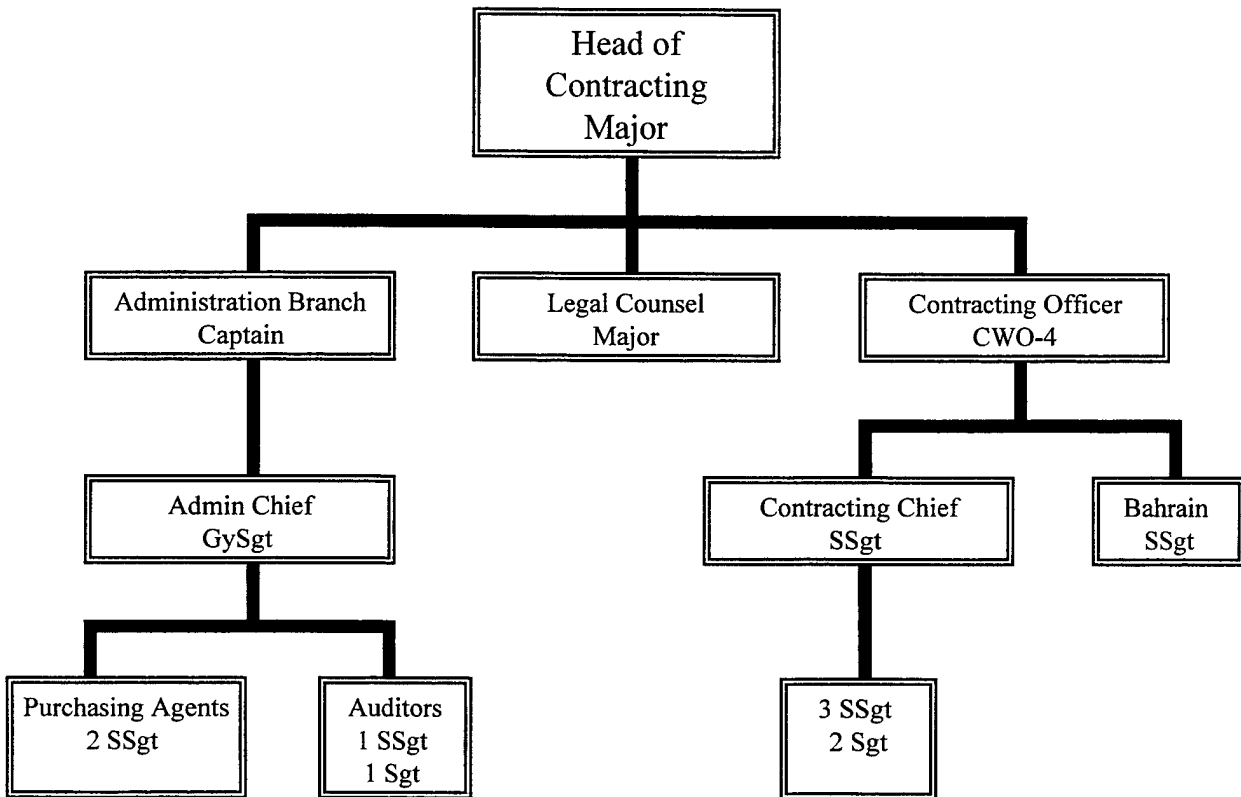 Head of
Contracting
Major
Administration Branch
Captain
Legal Counsel
Major
Contracting Officer
CWO-4
Admin Chief
GySgt
Contracting Chief
SSgt
Bahrain
SSgt
Purchasing Agents
2 SSgt
Auditors
1 SSgt
1 Sgt
3 SSgt
2 Sgt